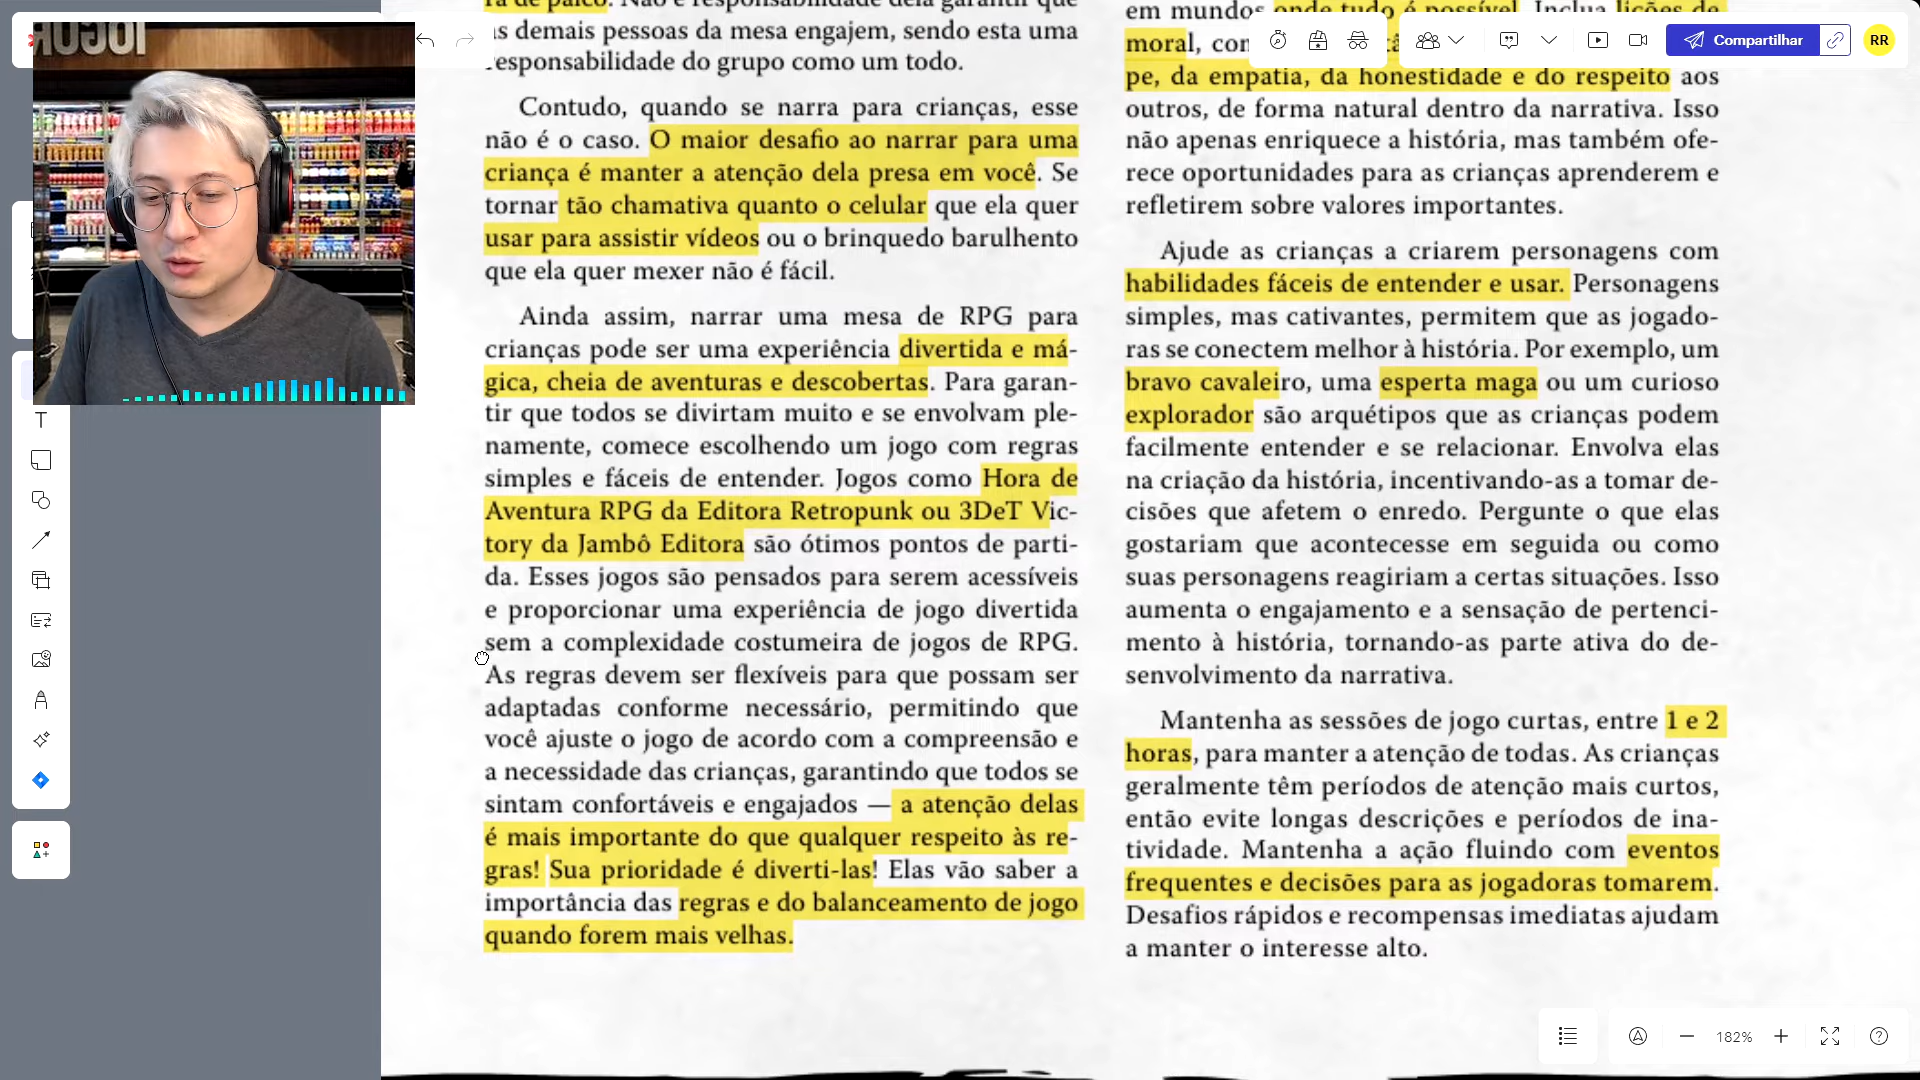 as demais pessoas da mesa engajem, sendo esta uma
responsabilidade do grupo como um todo.
Contudo, quando se narra para crianças, esse
não é o caso. O maior desafio ao narrar para uma
criança é manter a atenção dela presa em você. Se
tornar tão chamativa quanto o celular que ela quer
usar para assistir vídeos ou o brinquedo barulhento
que ela quer mexer não é fácil.
Ainda assim, narrar uma mesa de RPG para
crianças pode ser uma experiência divertida e má-
gica, cheia de aventuras e descobertas. Para garan-
tir que todos se divirtam muito e se envolvam ple-
namente, comece escolhendo um jogo com regras
simples e fáceis de entender. Jogos como Hora de
Aventura RPG da Editora Retropunk ou 3DeT Vic-
tory da Jambô Editora são ótimos pontos de parti-
da. Esses jogos são pensados para serem acessíveis
e proporcionar uma experiência de jogo divertida
sem a complexidade costumeira de jogos de RPG.
As regras devem ser flexíveis para que possam ser
adaptadas conforme necessário, permitindo que
você ajuste o jogo de acordo com a compreensão e
a necessidade das crianças, garantindo que todos se
sintam confortáveis e engajados — a atenção delas
é mais importante do que qualquer respeito às re-
gras! Sua prioridade é diverti-las! Elas vão saber a
importância das regras e do balanceamento de jogo
quando forem mais velhas.
em mundos onde tudo é possível. Inclua lições de
moral, 
pe, da empatia, da honestidade e do respeito aos
outros, de forma natural dentro da narrativa. Isso
não apenas enriquece a história, mas também ofe-
rece oportunidades para as crianças aprenderem e
refletirem sobre valores importantes.
Ajude as crianças a criarem personagens com
habilidades fáceis de entender e usar. Personagens
simples, mas cativantes, permitem que as jogado-
ras se conectem melhor à história. Por exemplo, um
bravo cavaleiro, uma esperta maga ou um curioso
explorador são arquétipos que as crianças podem
facilmente entender e se relacionar. Envolva elas
na criação da história, incentivando-as a tomar de-
cisões que afetem o enredo. Pergunte o que elas
gostariam que acontecesse em seguida ou como
suas personagens reagiriam a certas situações. Isso
aumenta o engajamento e a sensação de pertenci-
mento à história, tornando-as parte ativa do de-
senvolvimento da narrativa.
Mantenha as sessões de jogo curtas, entre 1 e 2
horas, para manter a atenção de todas. As crianças
geralmente têm períodos de atenção mais curtos,
então evite longas descrições e períodos de ina-
tividade. Mantenha a ação fluindo com eventos
frequentes e decisões para as jogadoras tomarem.
Desafios rápidos e recompensas imediatas ajudam
a manter o interesse alto.
Compartilhar
RR
182%